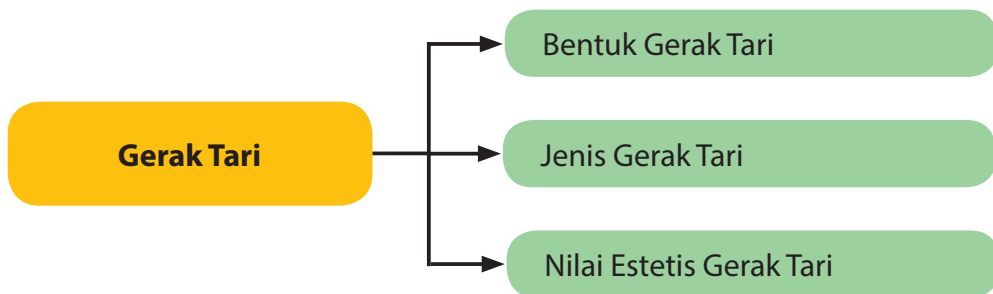 Gerak Tari
Bentuk Gerak Tari
Jenis Gerak Tari
Nilai Estetis Gerak Tari